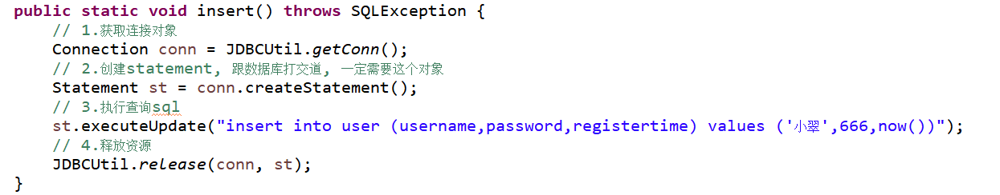 public static void insert() throws SQLException {
// 1.获取连接对象
Connection conn = JDBCUtil.getConn();
// 2.创建statement, 跟数据库打交道, 一定需要这个对象
Statement st = conn.createStatement();
// 3.执行查询sql
st.executeUpdate("insert into user (username,password,registertime) values ('小翠',666,now())");
// 4.释放资源
JDBCUtil.release(conn, st);
}